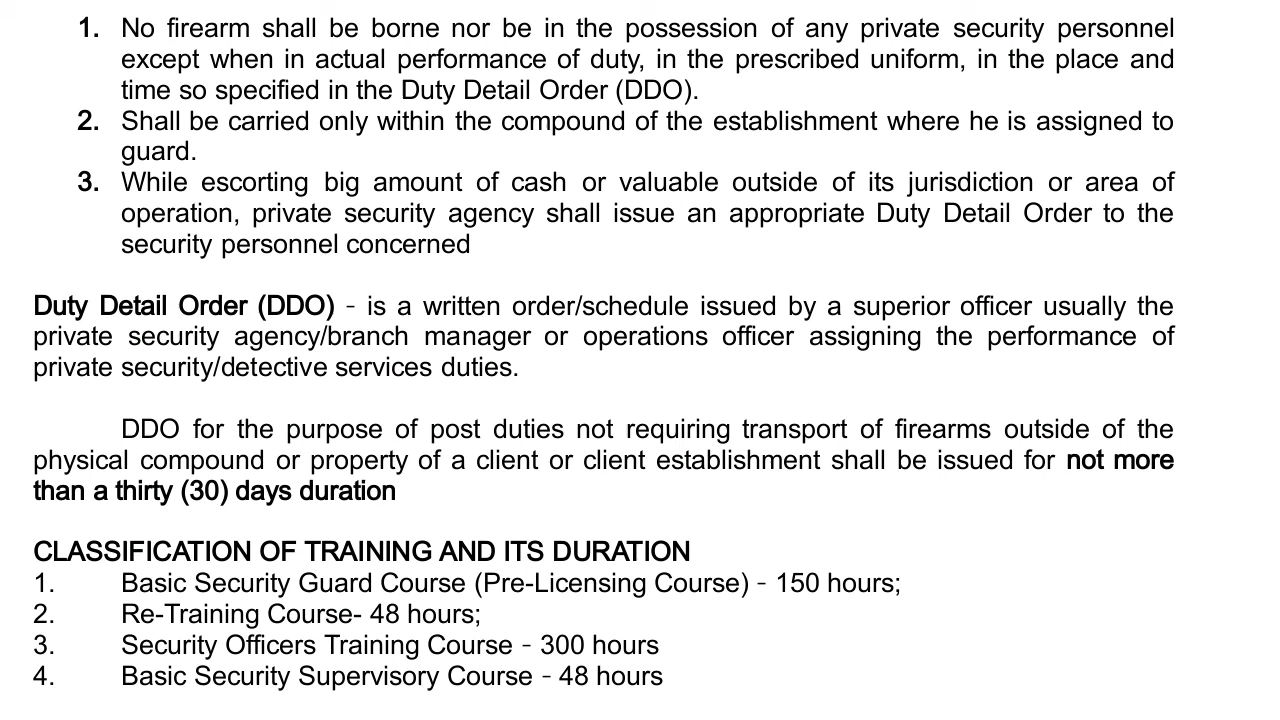 1. No firearm shall be borne nor be in the possession of any private security personnel
except when in actual performance of duty, in the prescribed uniform, in the place and
time so specified in the Duty Detail Order (DDO).
2. Shall be carried only within the compound of the establishment where he is assigned to
guard.
3. While escorting big amount of cash or valuable outside of its jurisdiction or area of
operation, private security agency shall issue an appropriate Duty Detail Order to the
security personnel concerned
Duty Detail Order (DDO) - is a written order/schedule issued by a superior officer usually the
private security agency/branch manager or operations officer assigning the performance of
private security/detective services duties.
DDO for the purpose of post duties not requiring transport of firearms outside of the
physical compound or property of a client or client establishment shall be issued for not more
than a thirty (30) days duration
CLASSIFICATION OF TRAINING AND ITS DURATION
1. Basic Security Guard Course (Pre-Licensing Course) - 150 hours;
2. Re-Training Course- 48 hours;
3. Security Officers Training Course - 300 hours
4. Basic Security Supervisory Course - 48 hours